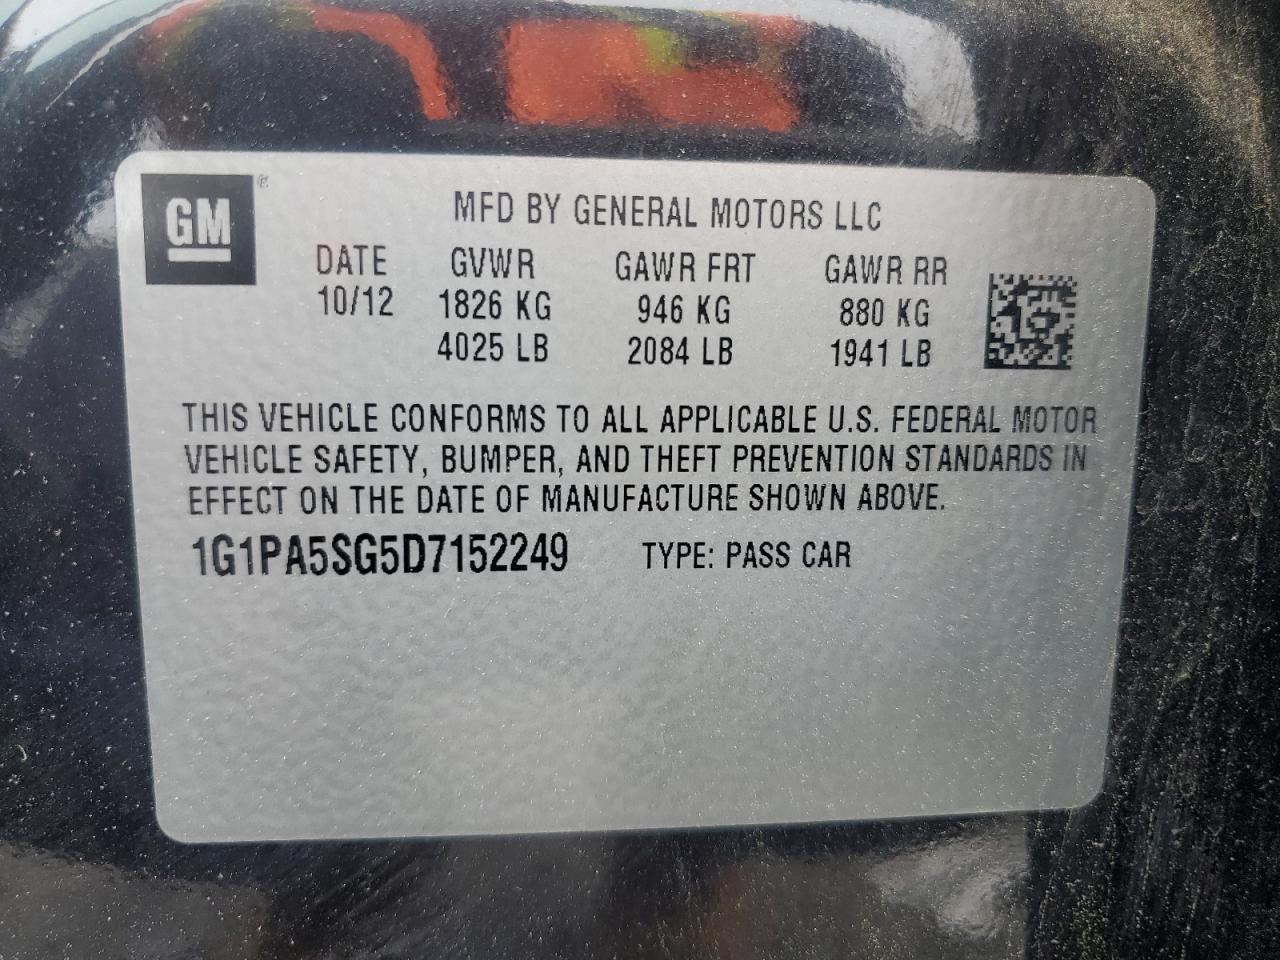 GM®
MFD BY GENERAL MOTORS LLC
DATE GVWR GAWR FRT GAWR RR
10/12 1826 KG 946 KG 880 KG
4025 LB 2084 LB 1941 LB
THIS VEHICLE CONFORMS TO ALL APPLICABLE U.S. FEDERAL MOTOR
VEHICLE SAFETY, BUMPER, AND THEFT PREVENTION STANDARDS IN
EFFECT ON THE DATE OF MANUFACTURE SHOWN ABOVE.
1G1PA5SG5D7152249 TYPE: PASS CAR